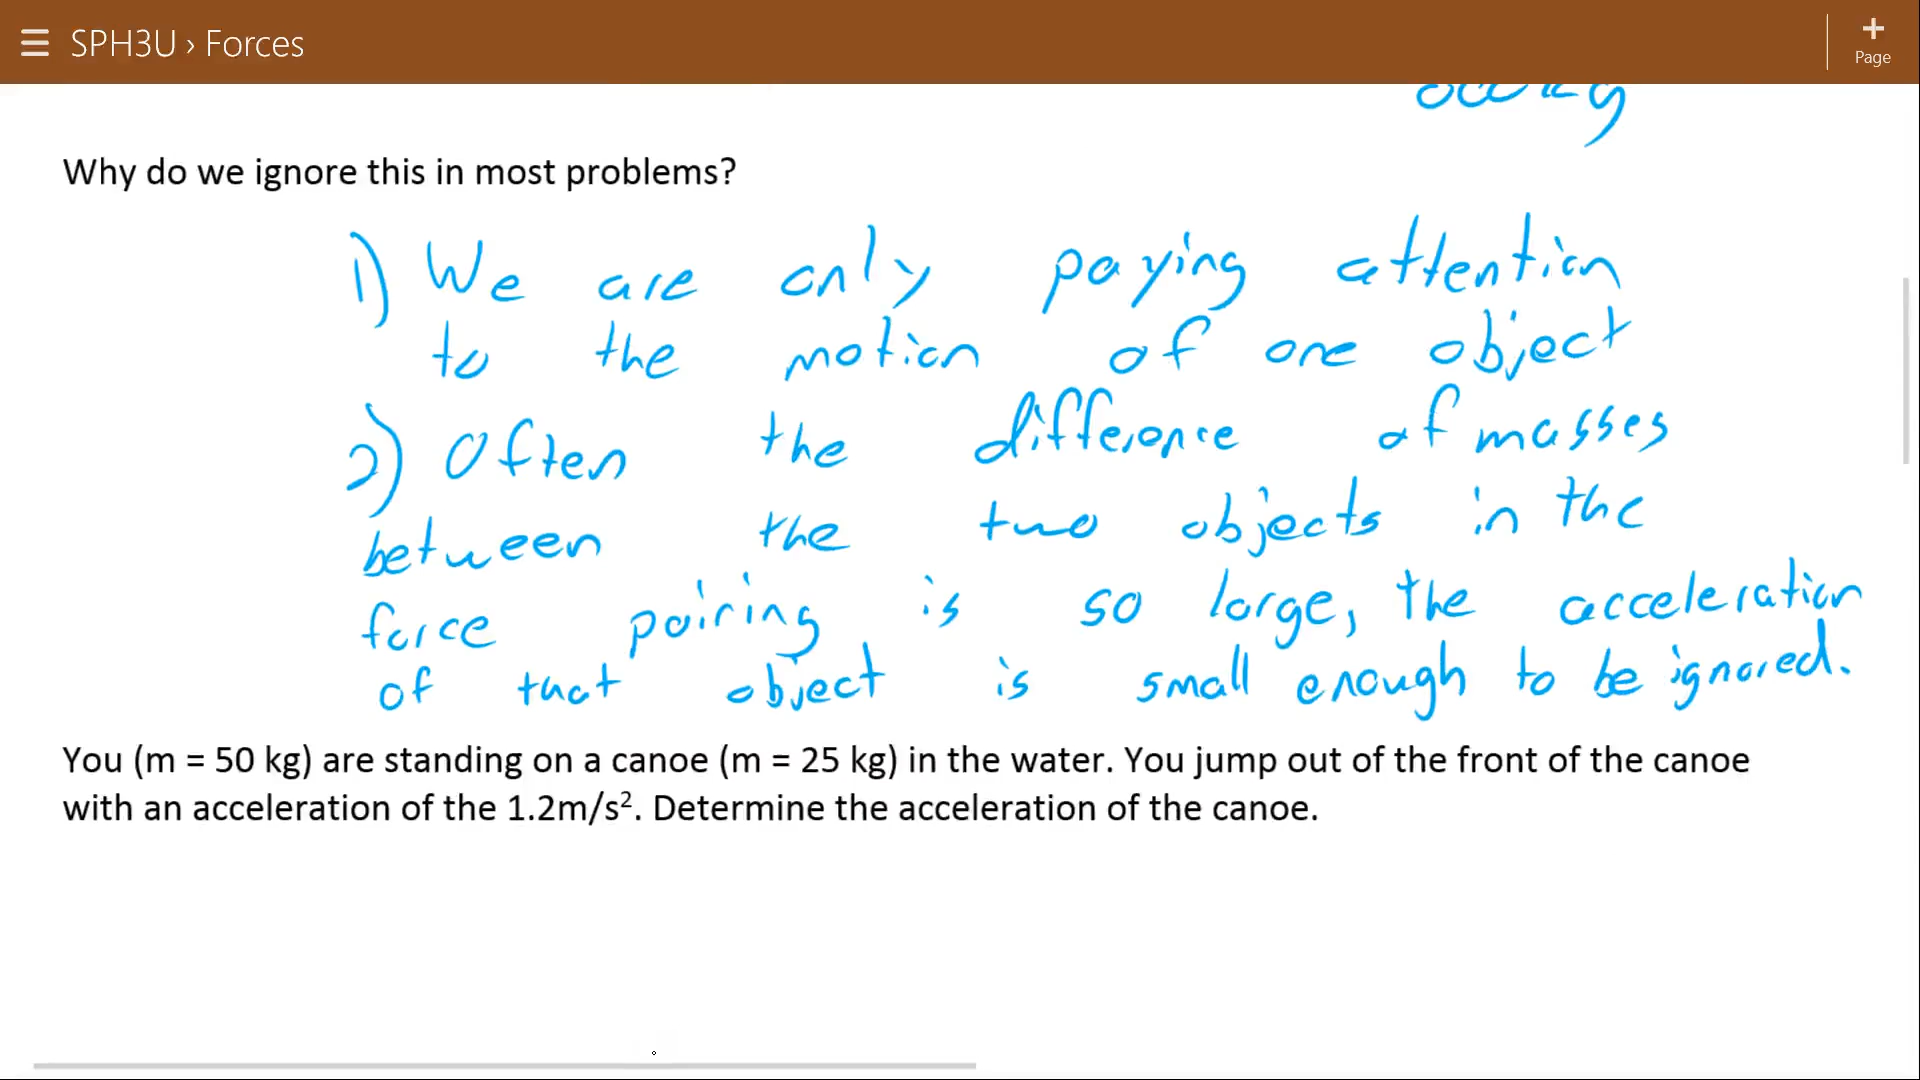 SPH3U › Forces
Page
Why do we ignore this in most problems?
1) We are only paying attention
to the motion of one object
2) Often the difference of masses
between the two objects in the
force pairing is so large, the acceleration
of that object is small enough to be ignored.
You (m = 50 kg) are standing on a canoe (m = 25 kg) in the water. You jump out of the front of the canoe
with an acceleration of the 1.2m/s². Determine the acceleration of the canoe.